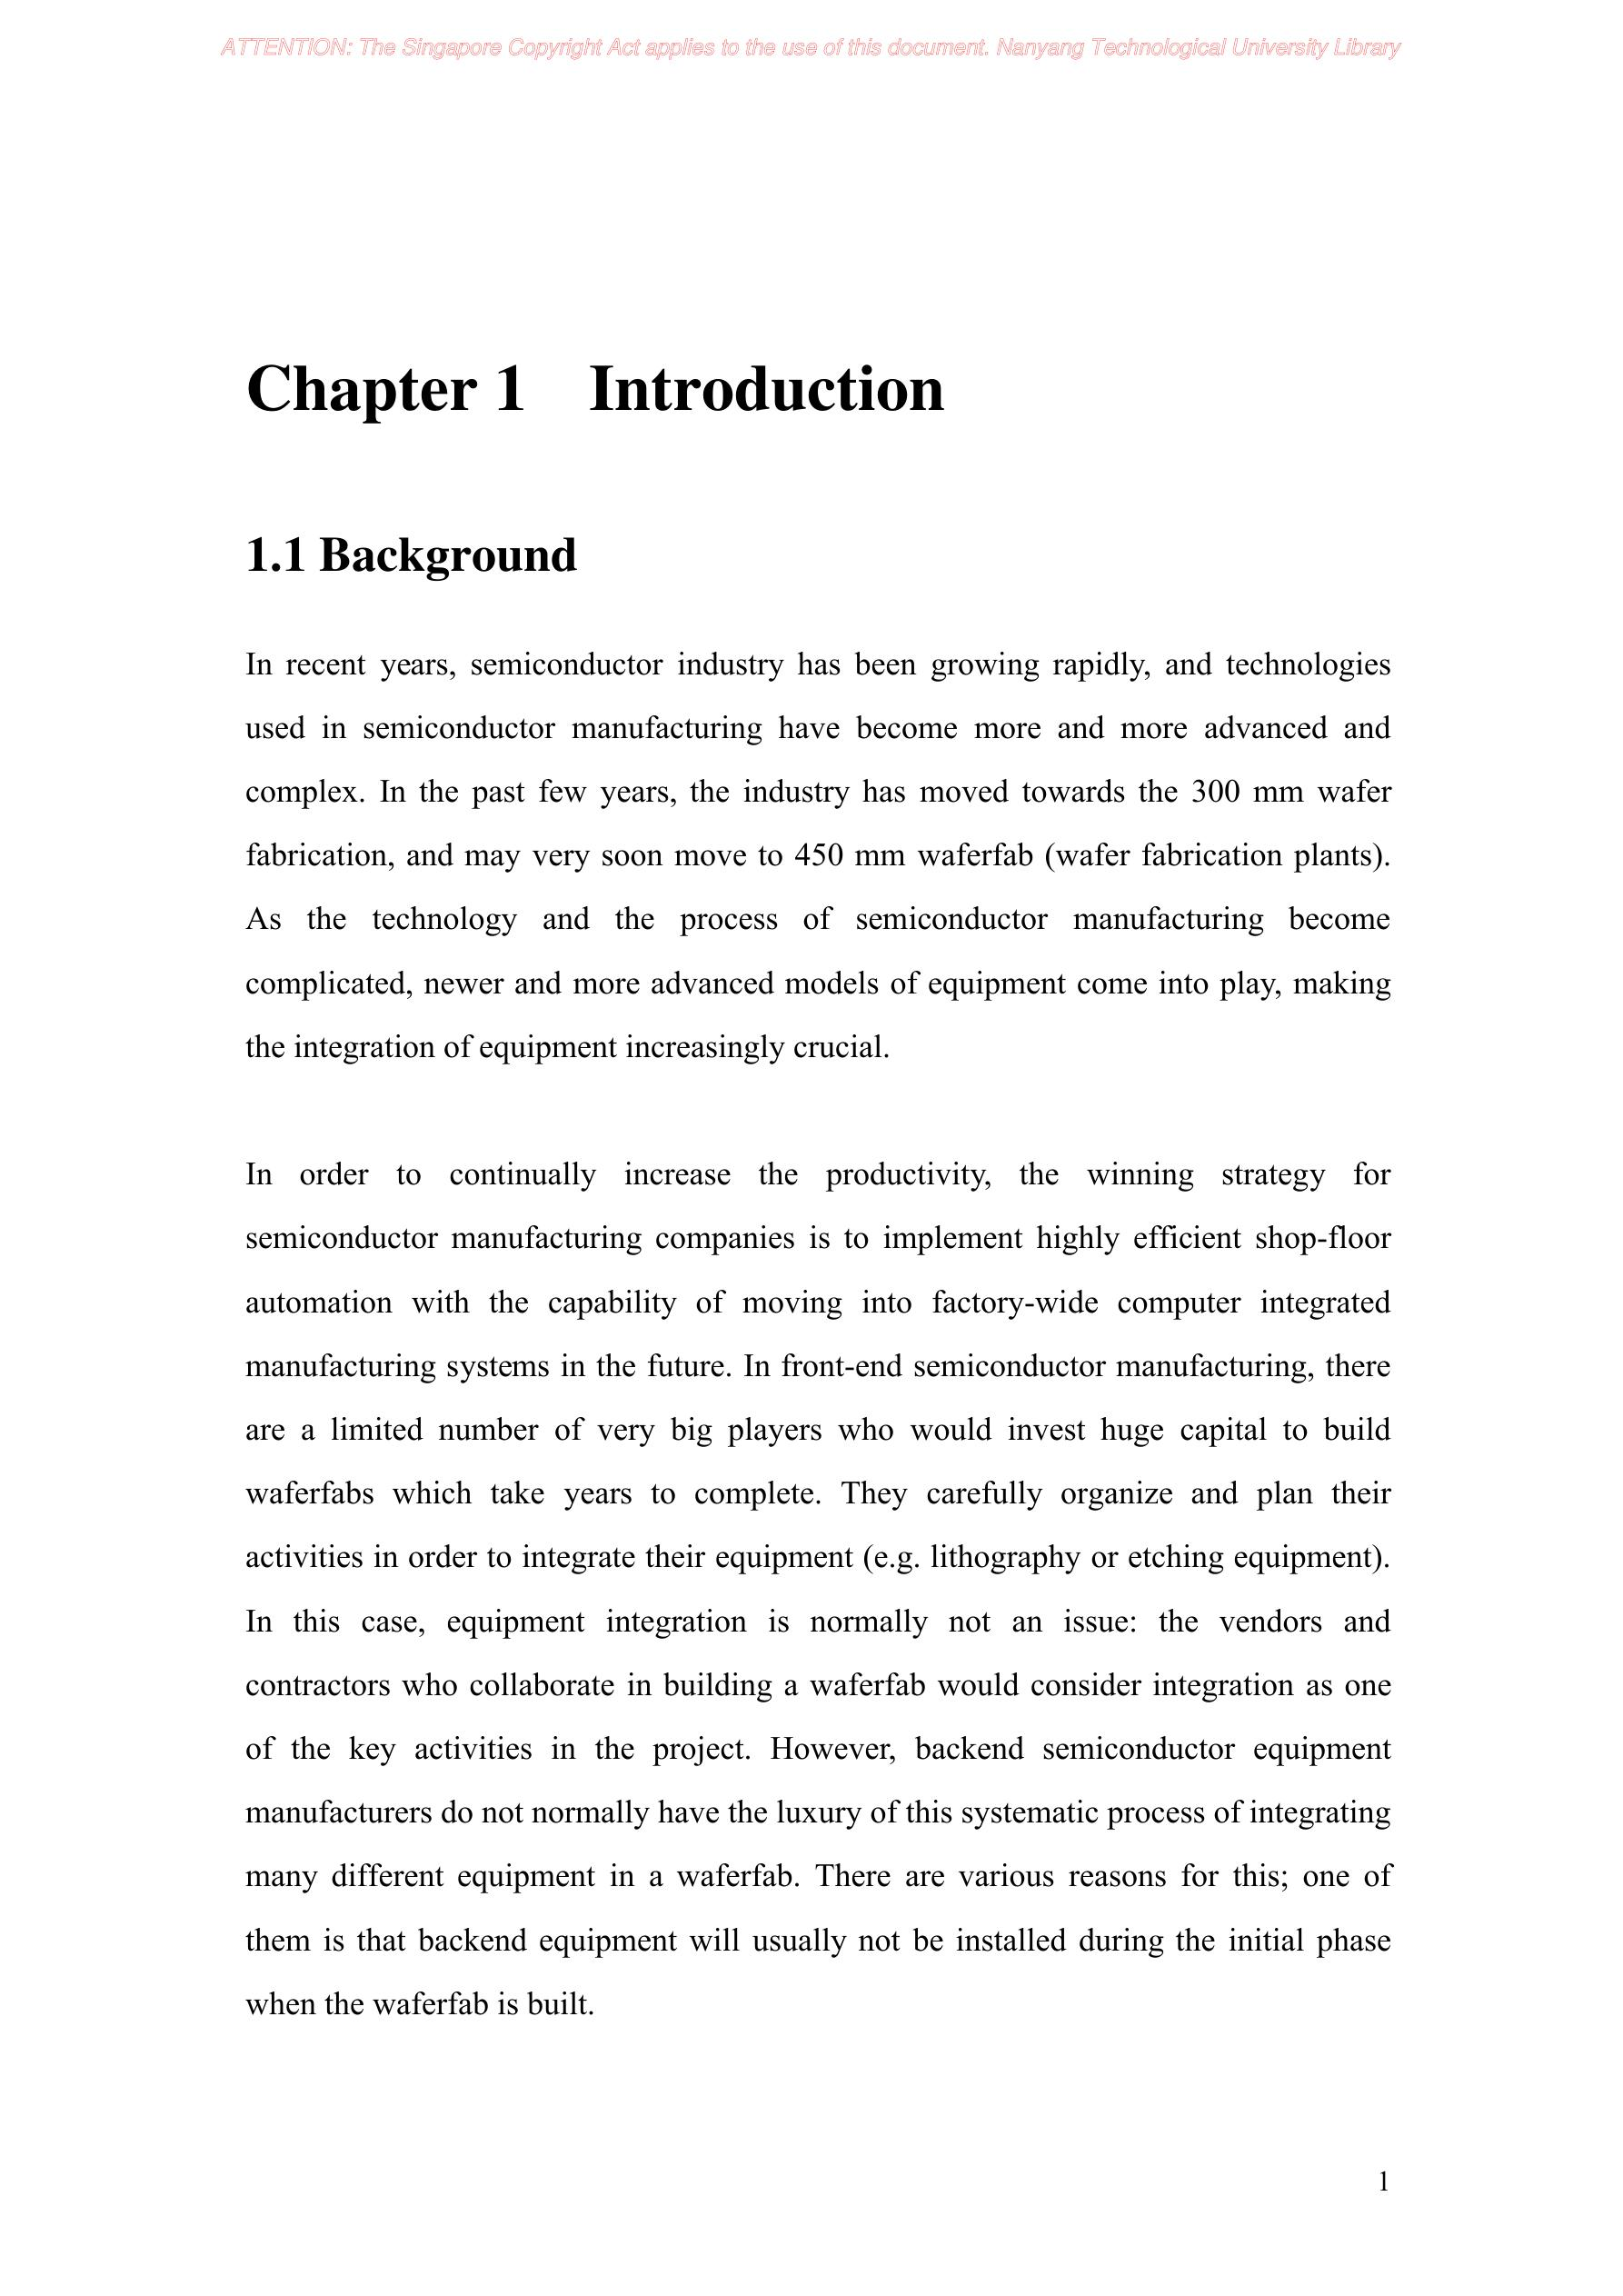 ATTENTION: The Singapore Copyright Act applies to the use of this document. Nanyang Technological University Library
Chapter 1 Introduction
1.1 Background
In recent years, semiconductor industry has been growing rapidly, and technologies
used in semiconductor manufacturing have become more and more advanced and
complex. In the past few years, the industry has moved towards the 300 mm wafer
fabrication, and may very soon move to 450 mm waferfab (wafer fabrication plants).
As the technology and the process of semiconductor manufacturing become
complicated, newer and more advanced models of equipment come into play, making
the integration of equipment increasingly crucial.
In order to continually increase the productivity, the winning strategy for
semiconductor manufacturing companies is to implement highly efficient shop-floor
automation with the capability of moving into factory-wide computer integrated
manufacturing systems in the future. In front-end semiconductor manufacturing, there
are a limited number of very big players who would invest huge capital to build
waferfabs which take years to complete. They carefully organize and plan their
activities in order to integrate their equipment (e.g. lithography or etching equipment).
In this case, equipment integration is normally not an issue: the vendors and
contractors who collaborate in building a waferfab would consider integration as one
of the key activities in the project. However, backend semiconductor equipment
manufacturers do not normally have the luxury of this systematic process of integrating
many different equipment in a waferfab. There are various reasons for this; one of
them is that backend equipment will usually not be installed during the initial phase
when the waferfab is built.
1